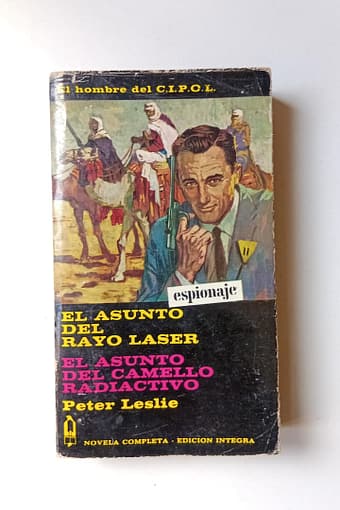 El hombre del C.I.P.O.L.
11
espionaje
EL ASUNTO
DEL
RAYO LASER
EL ASUNTO
DEL CAMELLO
RADIACTIVO
Peter Leslie
NOVELA COMPLETA - EDICION INTEGRA